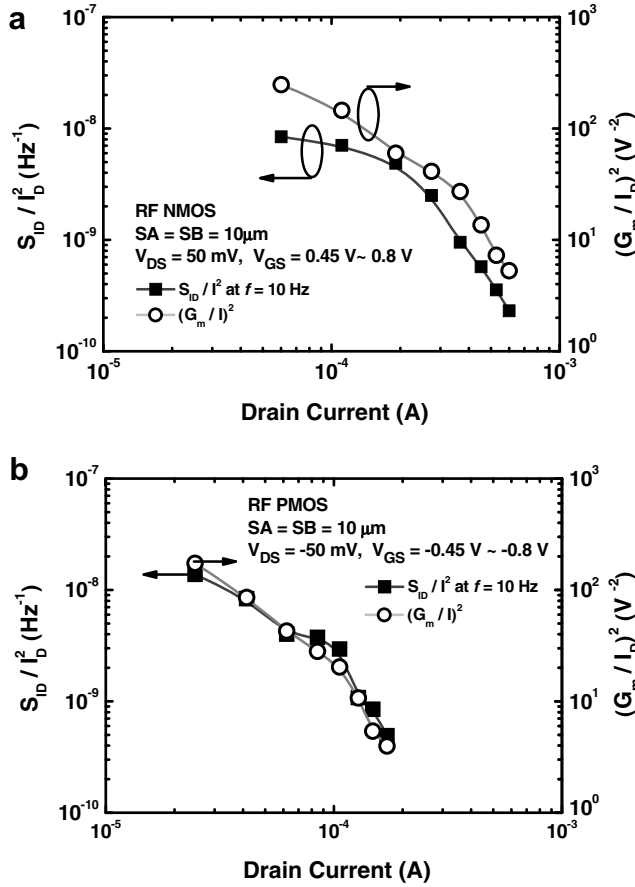 a
10⁻⁷
10⁻⁸
10⁻⁹
10⁻¹⁰
S_ID / I_D² (Hz⁻¹)
10³
10²
10¹
10⁰
(G_m / I_D)² (V⁻²)
RF NMOS
SA = SB = 10μm
V_DS = 50 mV, V_GS = 0.45 V~ 0.8 V
S_ID / I² at f = 10 Hz
(G_m / I)²
10⁻⁵
10⁻⁴
10⁻³
Drain Current (A)
b
10⁻⁷
10⁻⁸
10⁻⁹
10⁻¹⁰
S_ID / I_D² (Hz⁻¹)
10³
10²
10¹
10⁰
(G_m / I_D)² (V⁻²)
RF PMOS
SA = SB = 10 μm
V_DS = -50 mV, V_GS = -0.45 V ~ -0.8 V
S_ID / I² at f = 10 Hz
(G_m / I)²
10⁻⁵
10⁻⁴
10⁻³
Drain Current (A)